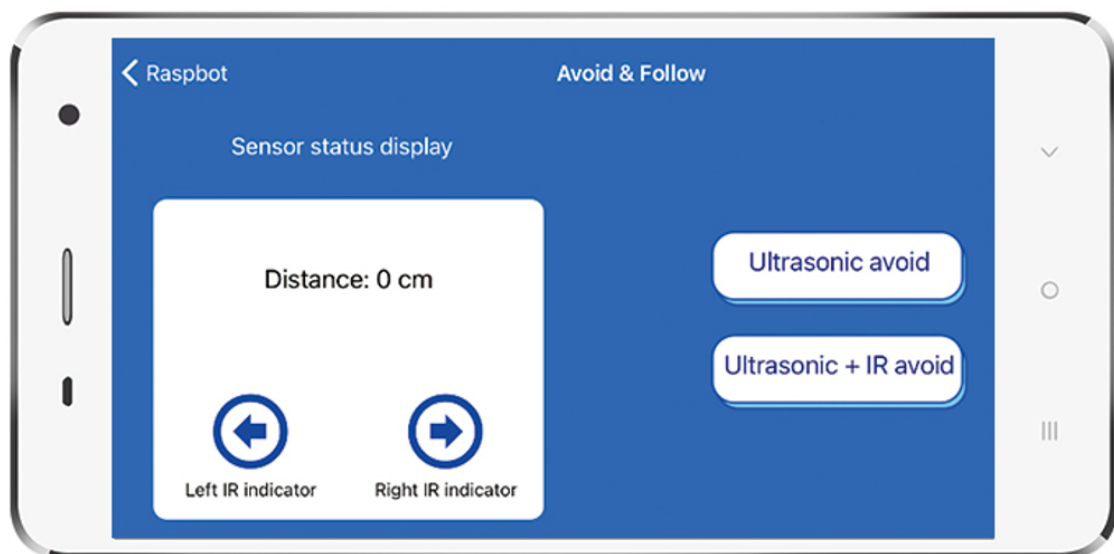 Raspbot
Avoid & Follow
Sensor status display
Distance: 0 cm
Left IR indicator
Right IR indicator
Ultrasonic avoid
Ultrasonic + IR avoid